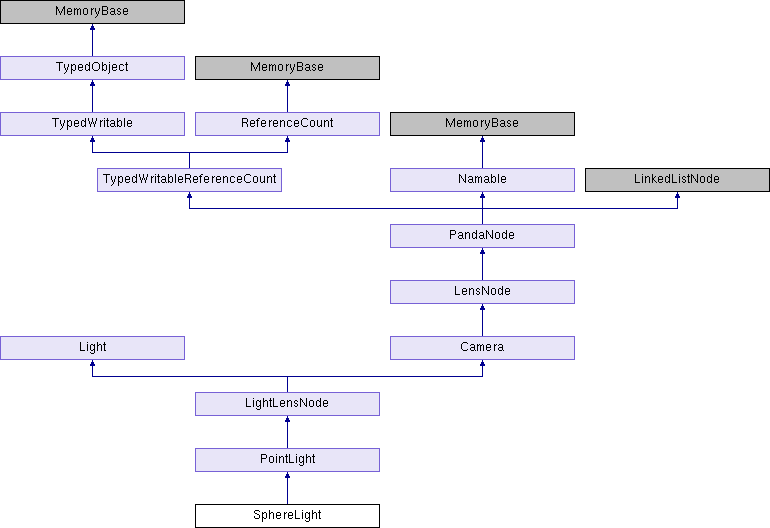 MemoryBase
TypedObject
MemoryBase
TypedWritable
ReferenceCount
MemoryBase
TypedWritableReferenceCount
Namable
LinkedListNode
PandaNode
LensNode
Light
Camera
LightLensNode
PointLight
SphereLight